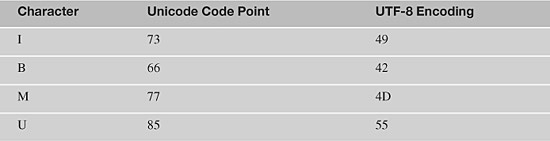 Character Unicode Code Point UTF-8 Encoding
I 73 49
B 66 42
M 77 4D
U 85 55